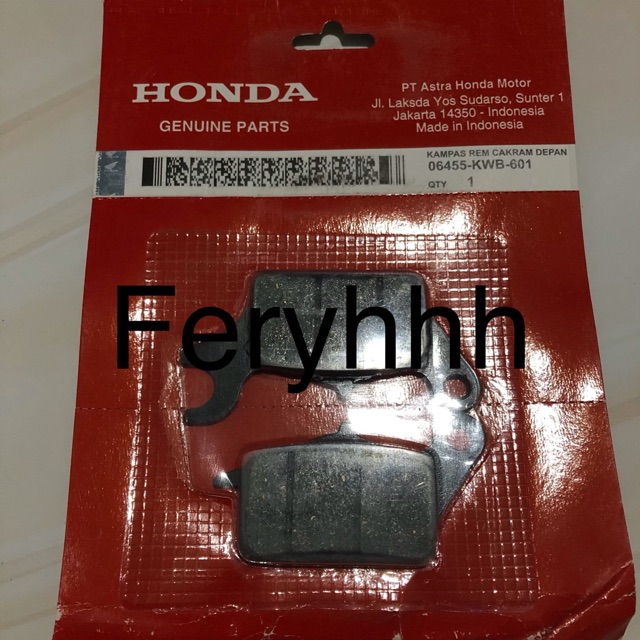 HONDA
GENUINE PARTS
PT Astra Honda Motor
Jl. Laksda Yos Sudarso, Sunter 1
Jakarta 14350 - Indonesia
Made in Indonesia
KAMPAS REM CAKRAM DEPAN
06455-KWB-601
QTY 1
Feryhhh